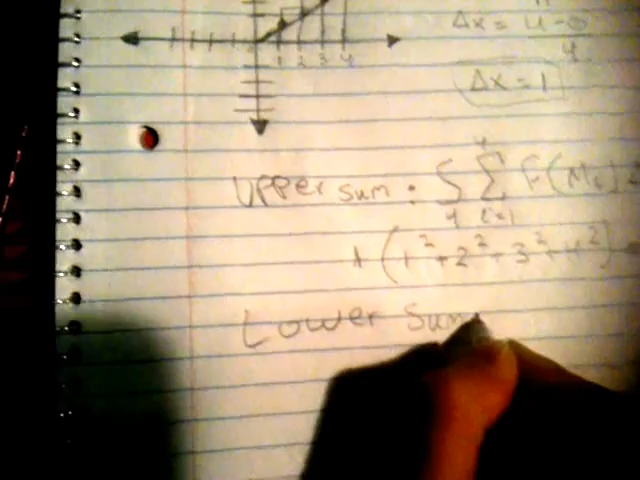 1 2 3 4
Δx = 4-0
4
Δx = 1
Upper sum : S
4
4
Σ
i=1
F(Mi) =
1 (1² + 2² + 3² + 4²) =
Lower Sum